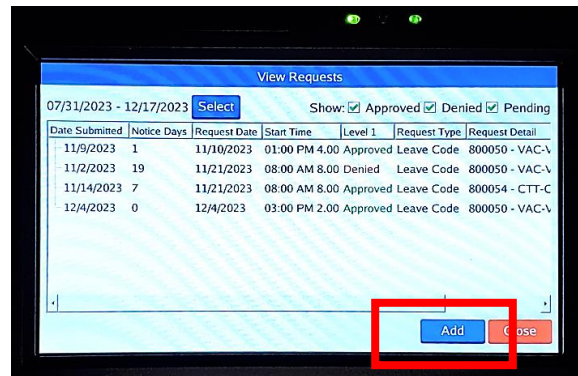 View Requests
07/31/2023 - 12/17/2023 Select Show: Approved Denied Pending
Date Submitted Notice Days Request Date Start Time Level 1 Request Type Request Detail
11/9/2023 1 11/10/2023 01:00 PM 4.00 Approved Leave Code 800050 - VAC-V
11/2/2023 19 11/21/2023 08:00 AM 8.00 Denied Leave Code 800050 - VAC-V
11/14/2023 7 11/21/2023 08:00 AM 8.00 Approved Leave Code 800054 - CTT-C
12/4/2023 0 12/4/2023 03:00 PM 2.00 Approved Leave Code 800050 - VAC-V
Add Close